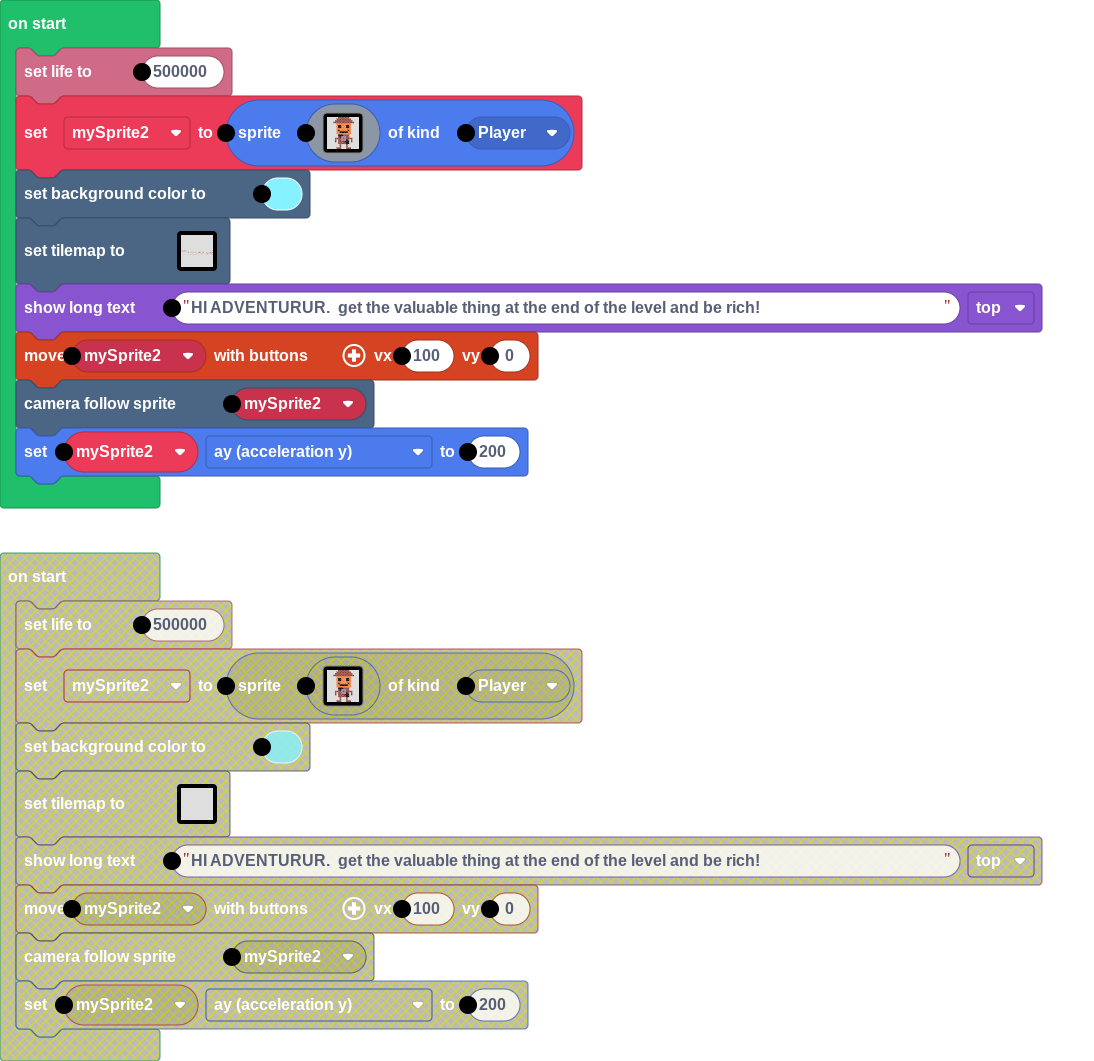 on start
set life to 500000
set mySprite2 to sprite of kind Player
set background color to
set tilemap to
show long text "HI ADVENTURUR. get the valuable thing at the end of the level and be rich!" top
move mySprite2 with buttons vx 100 vy 0
camera follow sprite mySprite2
set mySprite2 ay (acceleration y) to 200
on start
set life to 500000
set mySprite2 to sprite of kind Player
set background color to
set tilemap to
show long text "HI ADVENTURUR. get the valuable thing at the end of the level and be rich!" top
move mySprite2 with buttons vx 100 vy 0
camera follow sprite mySprite2
set mySprite2 ay (acceleration y) to 200